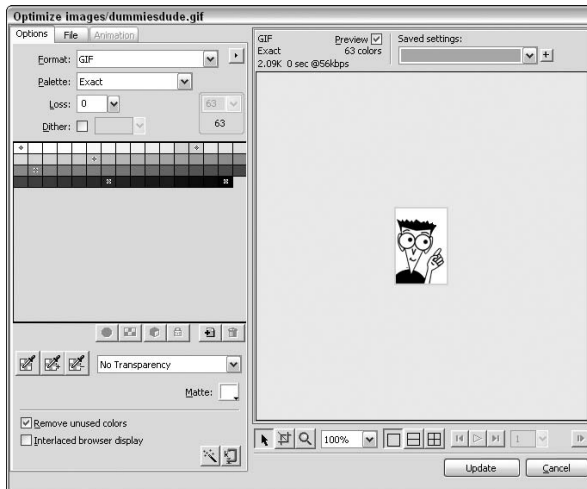 Optimize images/dummiesdude.gif
Options File Animation
Format: GIF
Palette: Exact
Loss: 0 63
Dither: 63
No Transparency
Matte:
Remove unused colors
Interlaced browser display
GIF Preview
Exact 63 colors
2.09K 0 sec @56kbps
Saved settings:
100% 1
Update Cancel